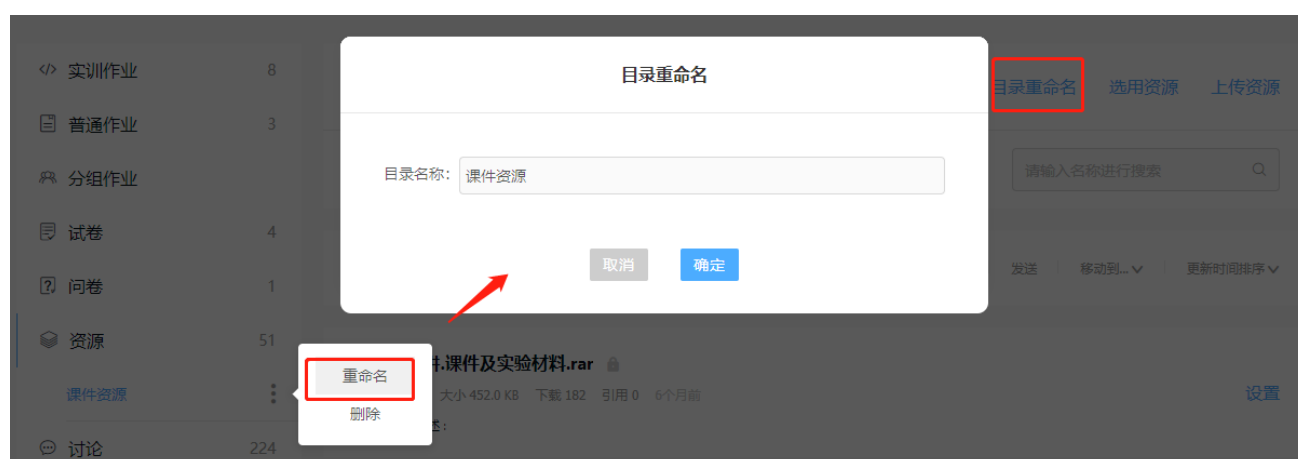 实训作业 8
普通作业 3
分组作业
试卷 4
问卷 1
资源 51
课件资源
讨论 224
重命名
删除
目录重命名
目录名称：
课件资源
取消 确定
目录重命名 选用资源 上传资源
请输入名称进行搜索
发送 移动到... 更新时间排序
.课件及实验材料.rar
大小 452.0 KB 下载 182 引用 0 6个月前
设置